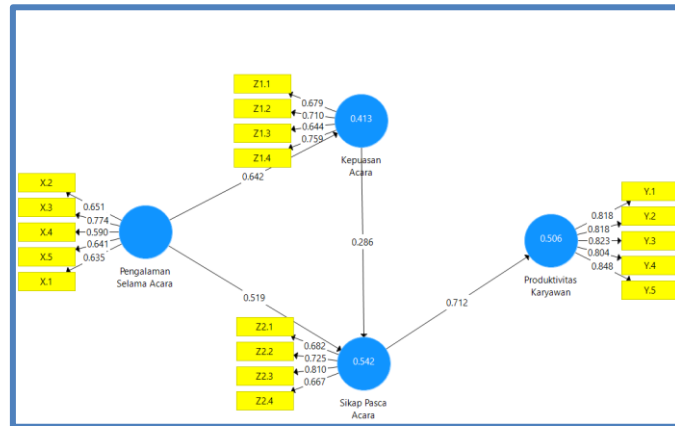 Z1.1
Z1.2
Z1.3
Z1.4
0.679
0.710
0.644
0.759
0.413
Kepuasan
Acara
0.642
X.2
X.3
X.4
X.5
X.1
0.651
0.774
0.590
0.641
0.635
Pengalaman
Selama Acara
0.286
0.519
Z2.1
Z2.2
Z2.3
Z2.4
0.682
0.725
0.810
0.667
0.542
Sikap Pasca
Acara
0.712
0.506
Produktivitas
Karyawan
0.818
0.818
0.823
0.804
0.848
Y.1
Y.2
Y.3
Y.4
Y.5